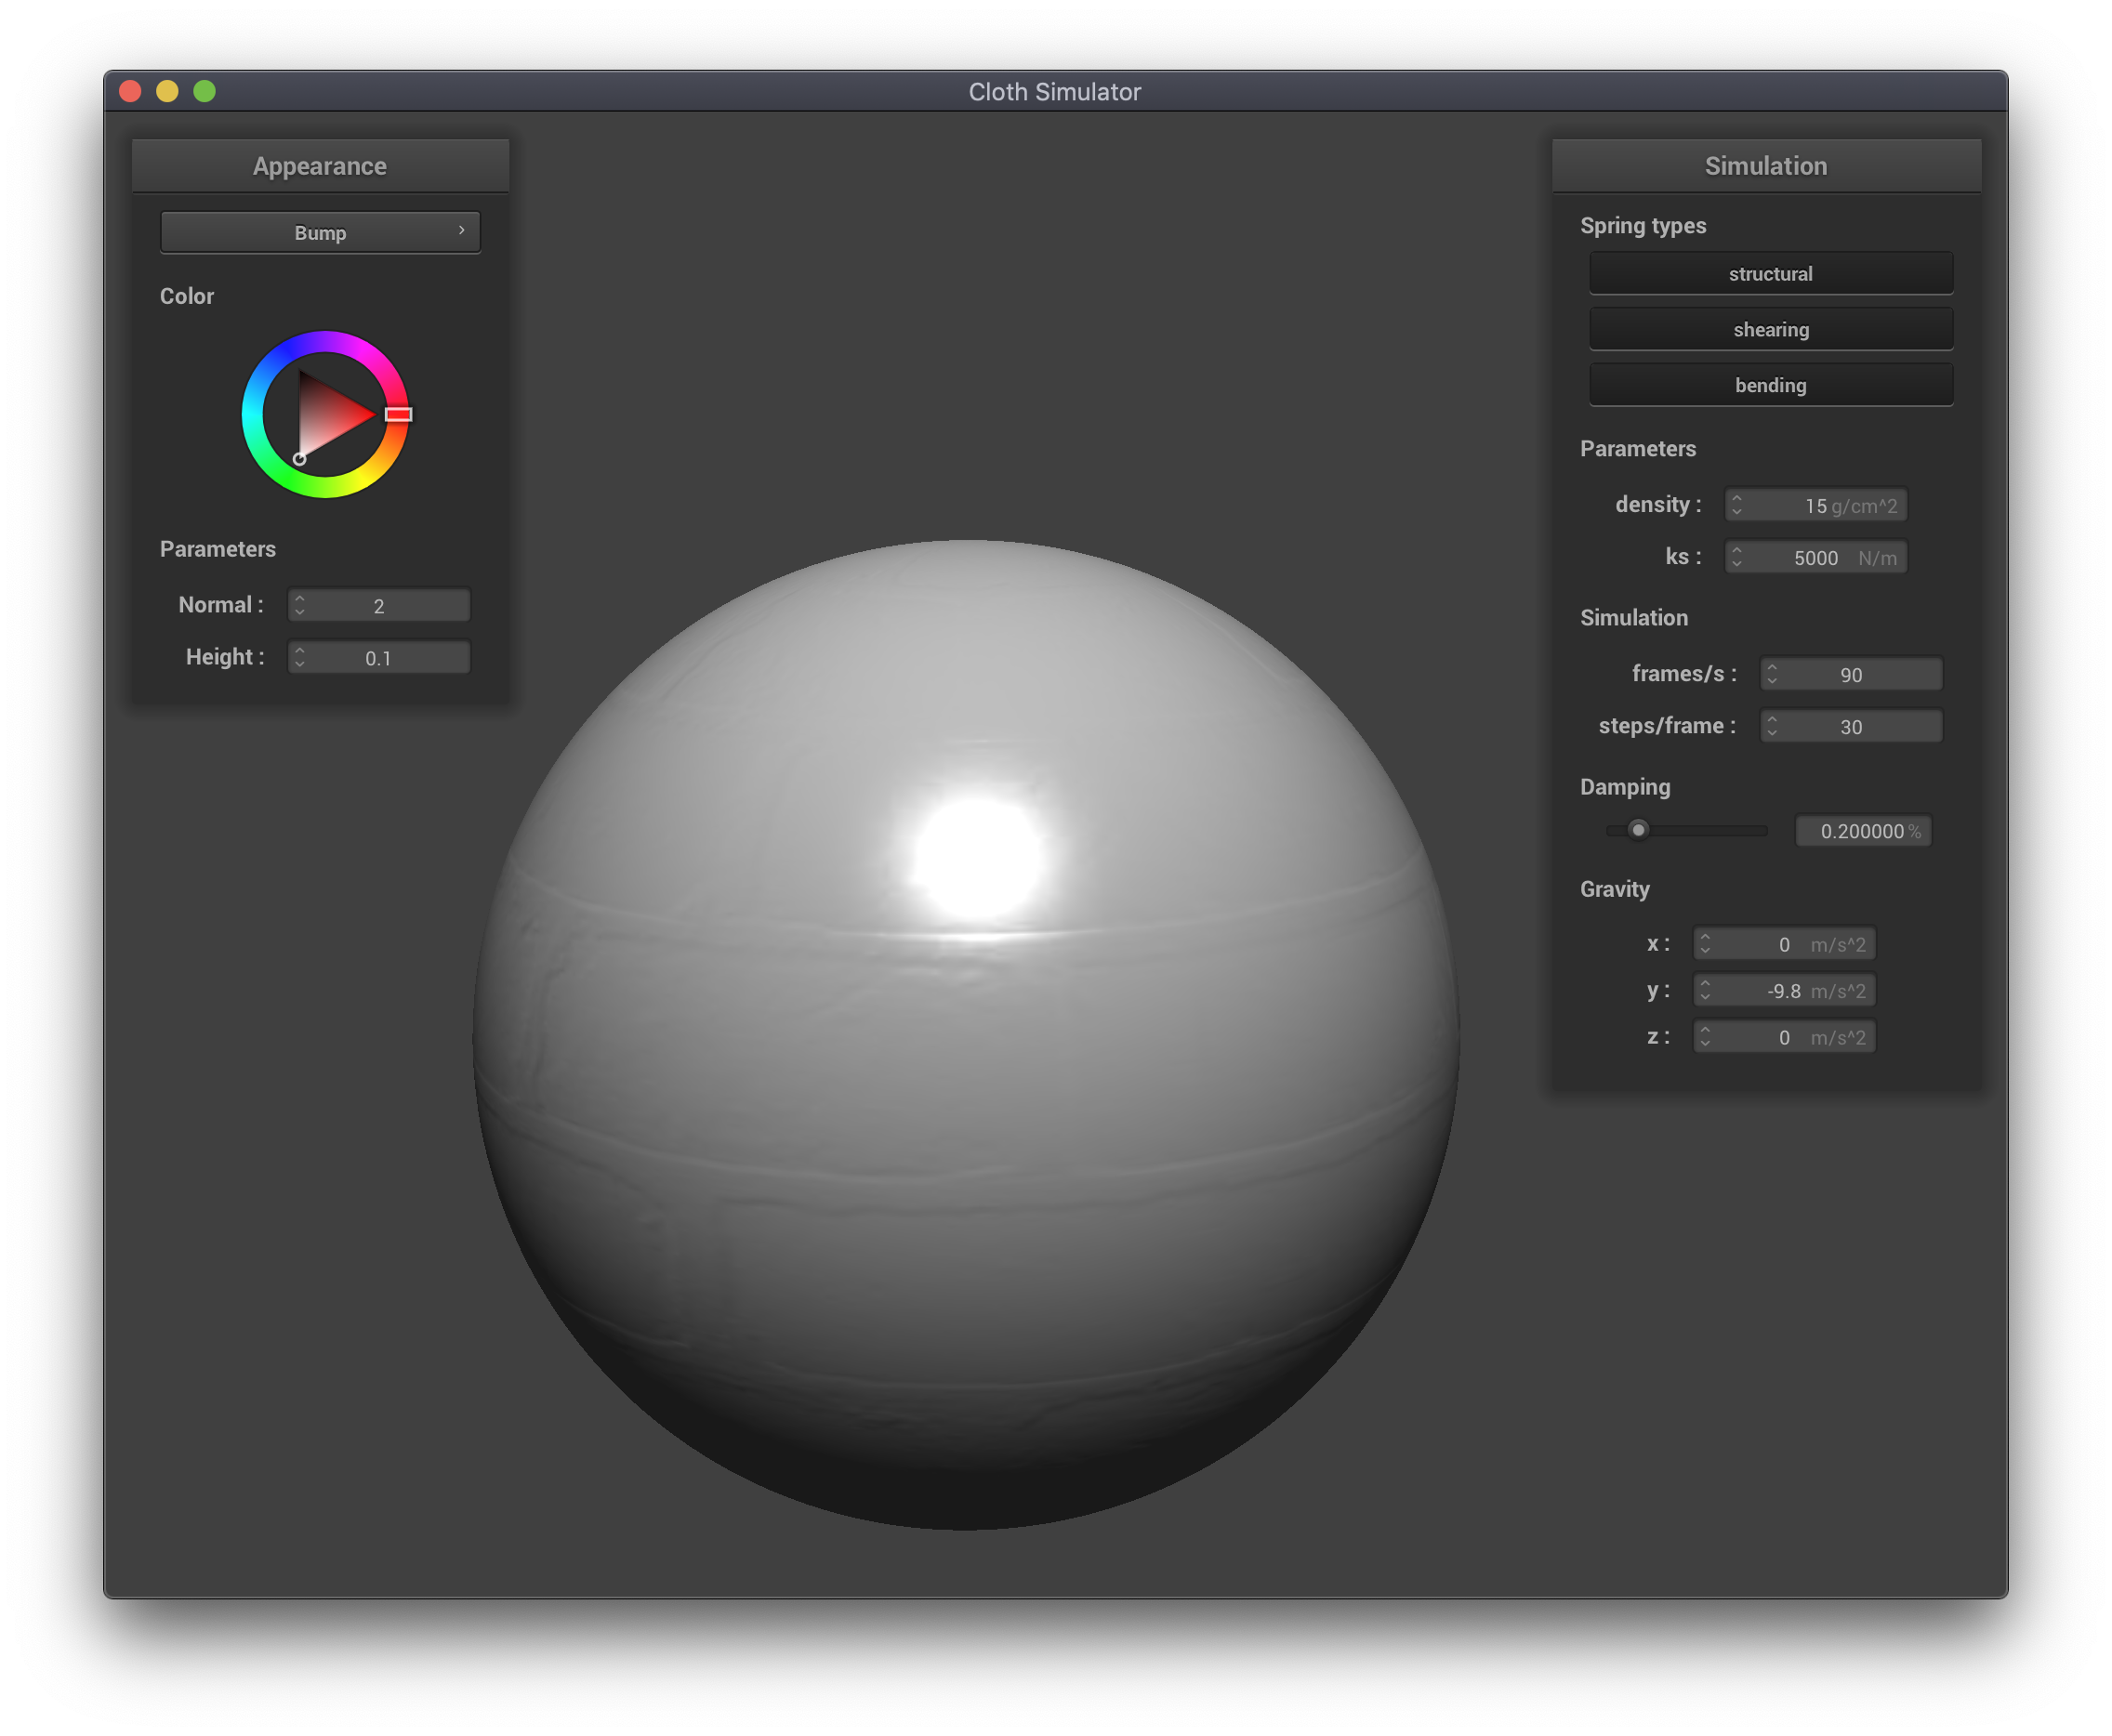 Cloth Simulator
Appearance
Bump
Color
Parameters
Normal : 2
Height : 0.1
Simulation
Spring types
structural
shearing
bending
Parameters
density : 15 g/cm^2
ks : 5000 N/m
Simulation
frames/s : 90
steps/frame : 30
Damping
0.200000 %
Gravity
x : 0 m/s^2
y : -9.8 m/s^2
z : 0 m/s^2